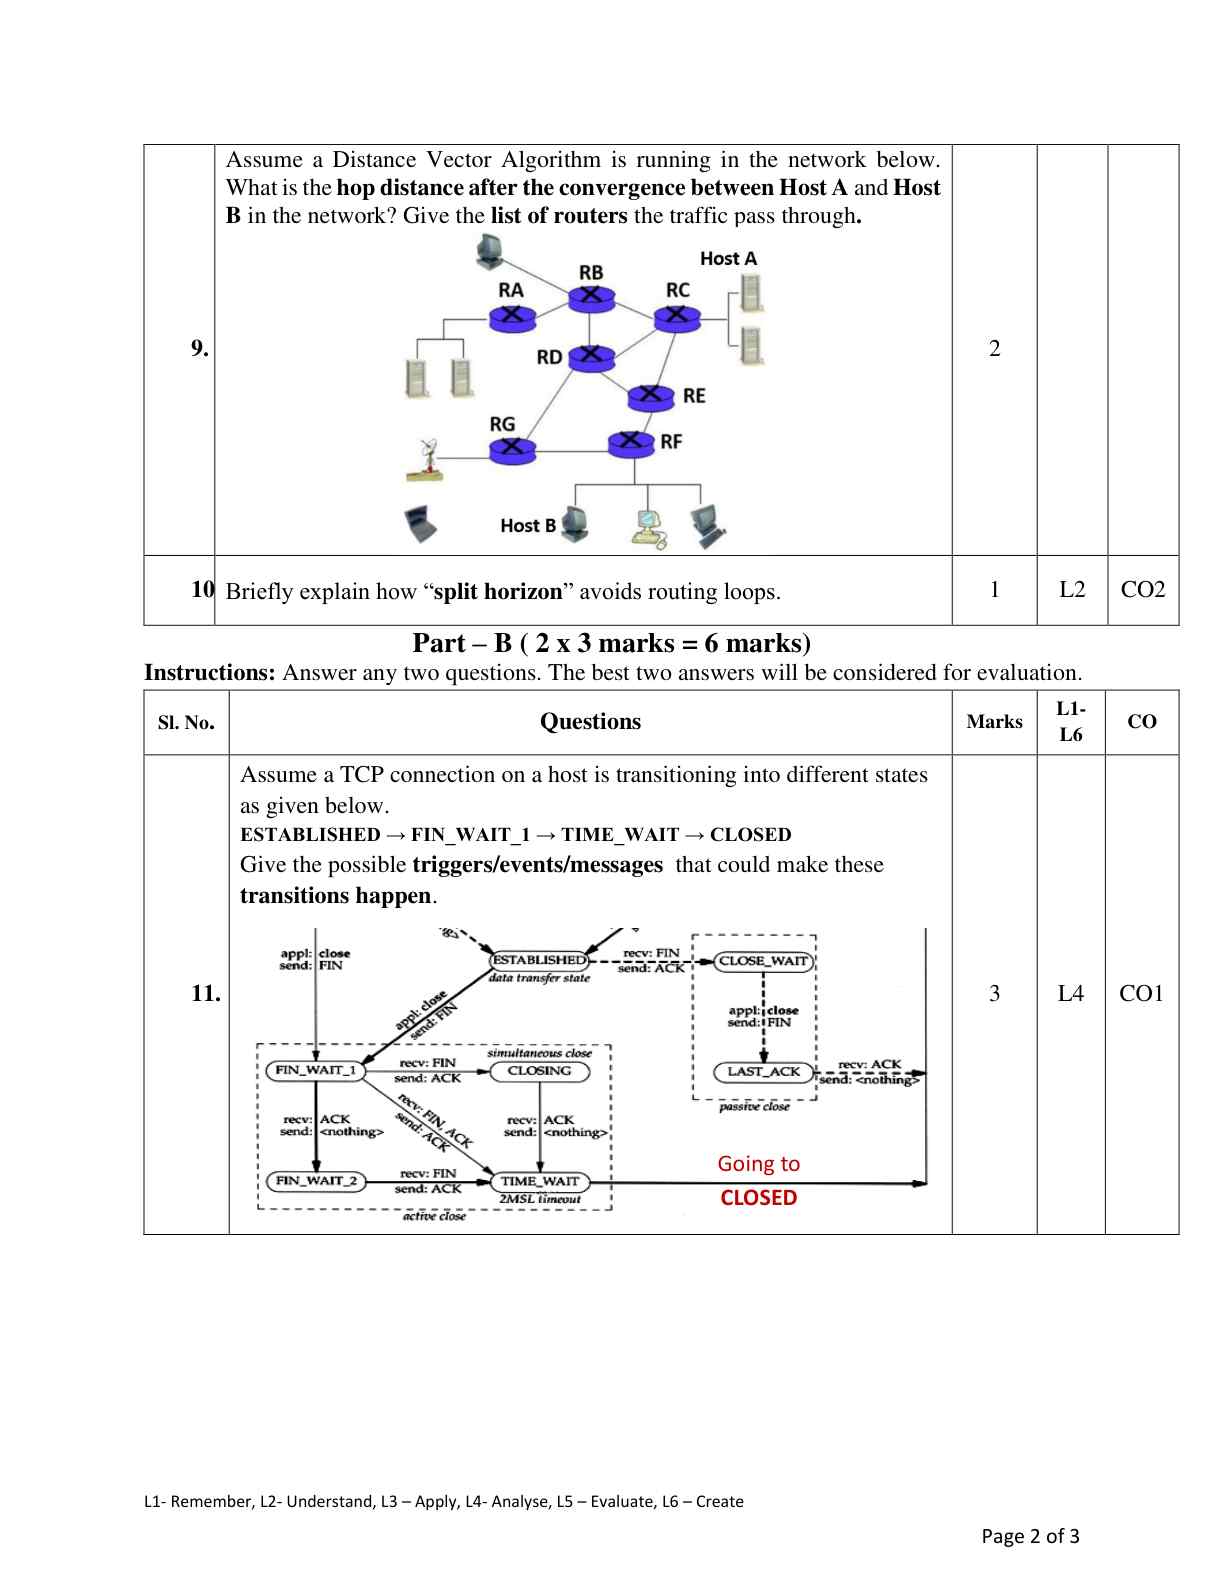 Assume a Distance Vector Algorithm is running in the network below.
What is the hop distance after the convergence between Host A and Host
B in the network? Give the list of routers the traffic pass through.
Host A
RB
RA
RC
9.
RD
2
RE
RG
RF
Host B
10 Briefly explain how “split horizon” avoids routing loops. 1 L2 CO2
Part – B ( 2 x 3 marks = 6 marks)
Instructions: Answer any two questions. The best two answers will be considered for evaluation.
Sl. No. Questions Marks L1-
L6
CO
Assume a TCP connection on a host is transitioning into different states
as given below.
ESTABLISHED → FIN_WAIT_1 → TIME_WAIT → CLOSED
Give the possible triggers/events/messages that could make these
transitions happen.
11.
3 L4 CO1
appl: close
send: FIN
ESTABLISHED
data transfer state
recv: FIN
send: ACK
CLOSE_WAIT
appl: close
send: FIN
appl: close
send: FIN
simultaneous close
FIN_WAIT_1
recv: FIN
send: ACK
CLOSING
LAST_ACK
recv: ACK
send: <nothing>
passive close
recv: ACK
send: <nothing>
recv: FIN, ACK
send: ACK
recv: ACK
send: <nothing>
FIN_WAIT_2
recv: FIN
send: ACK
TIME_WAIT
2MSL timeout
active close
Going to
CLOSED
L1- Remember, L2- Understand, L3 – Apply, L4- Analyse, L5 – Evaluate, L6 – Create
Page 2 of 3